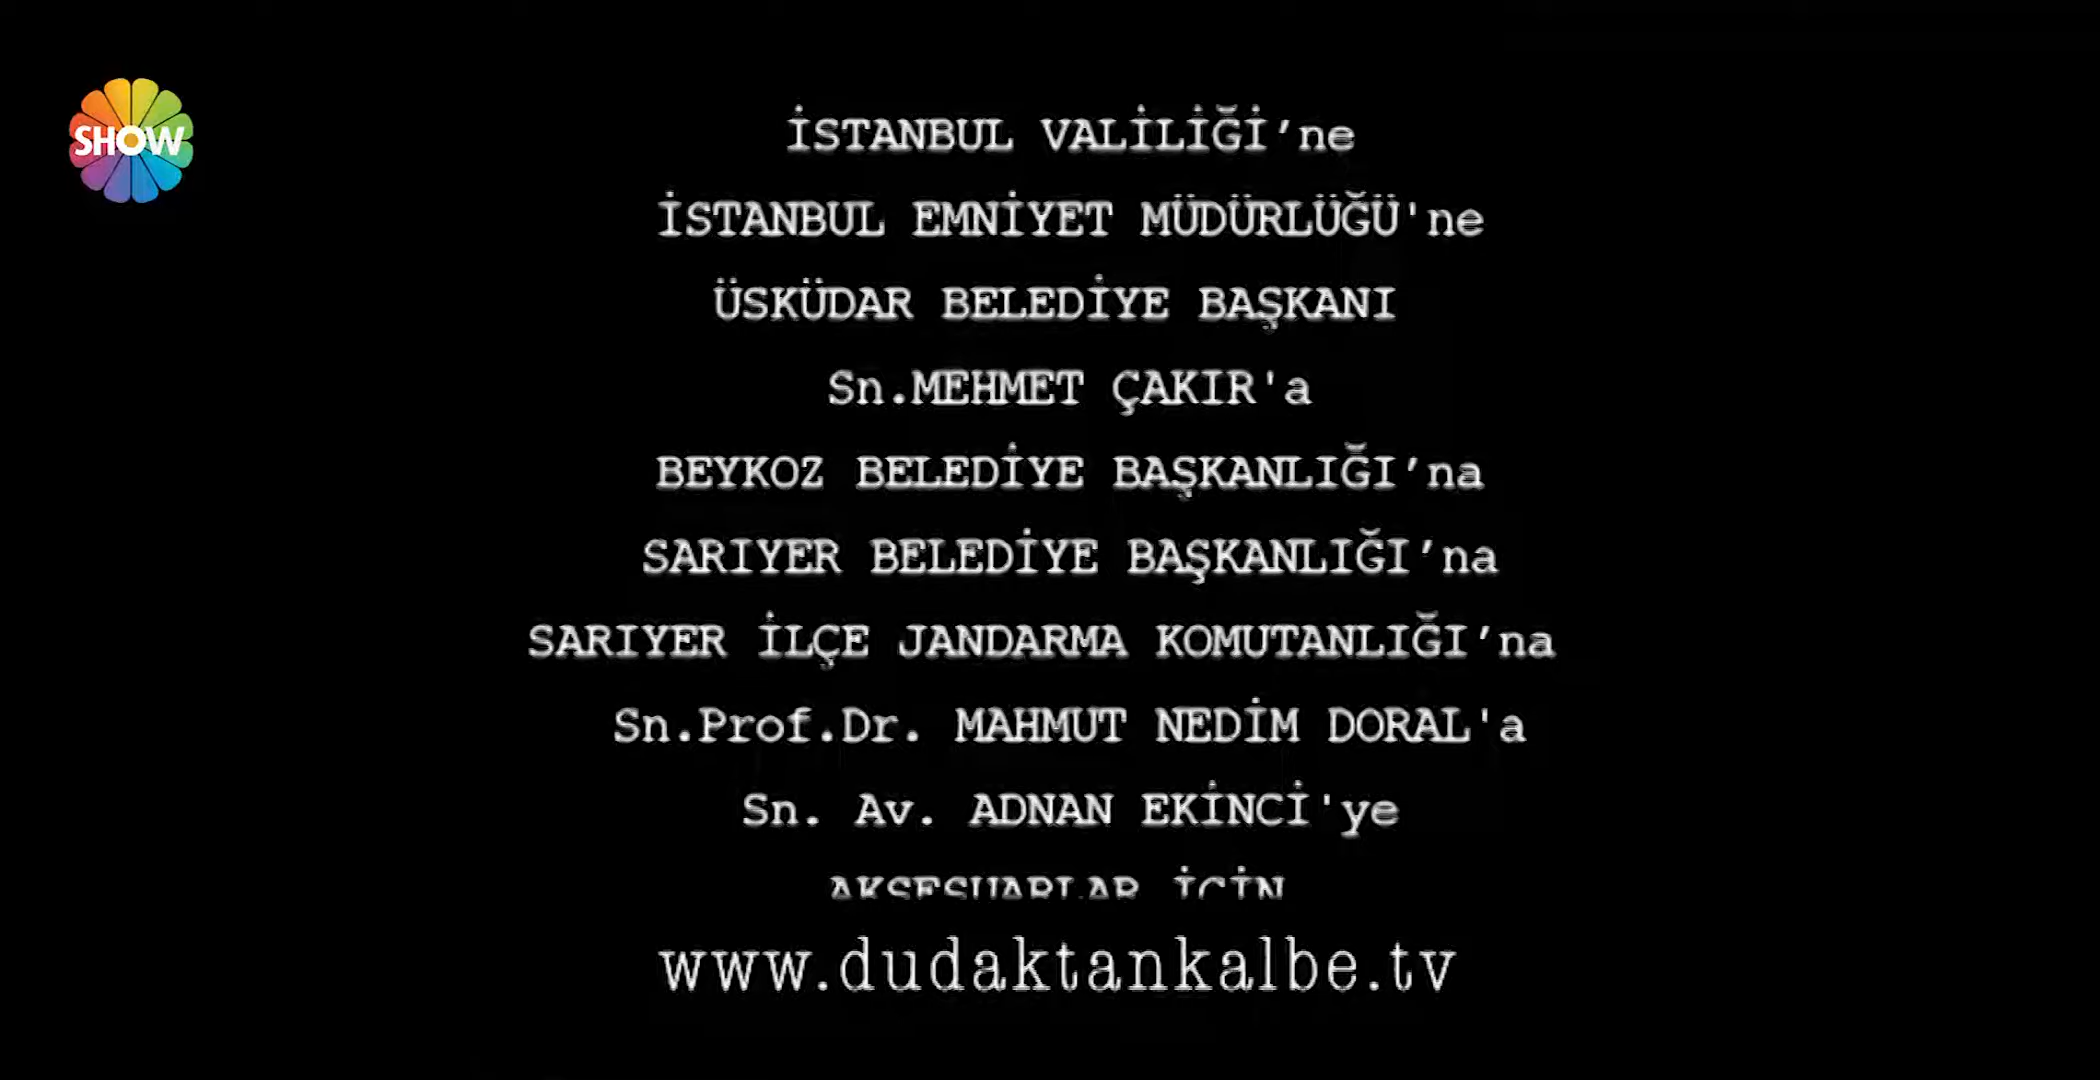 SHOW
İSTANBUL VALİLİĞİ’ne
İSTANBUL EMNİYET MÜDÜRLÜĞÜ'ne
ÜSKÜDAR BELEDİYE BAŞKANI
Sn.MEHMET ÇAKIR'a
BEYKOZ BELEDİYE BAŞKANLIĞI’na
SARIYER BELEDİYE BAŞKANLIĞI’na
SARIYER İLÇE JANDARMA KOMUTANLIĞI’na
Sn.Prof.Dr. MAHMUT NEDİM DORAL'a
Sn. Av. ADNAN EKİNCİ'ye
AKSESUARLAR İÇİN
www.dudaktankalbe.tv